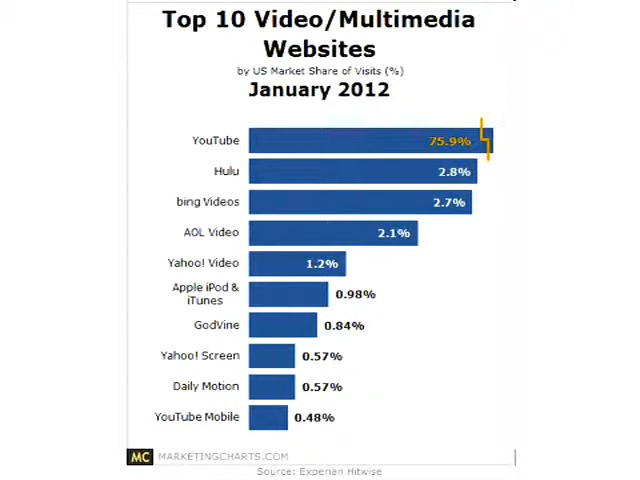 Top 10 Video/Multimedia
Websites
by US Market Share of Visits (%)
January 2012
YouTube 75.9%
Hulu 2.8%
bing Videos 2.7%
AOL Video 2.1%
Yahoo! Video 1.2%
Apple iPod &
iTunes 0.98%
GodVine 0.84%
Yahoo! Screen 0.57%
Daily Motion 0.57%
YouTube Mobile 0.48%
MC MARKETINGCHARTS.COM
Source: Experian Hitwise